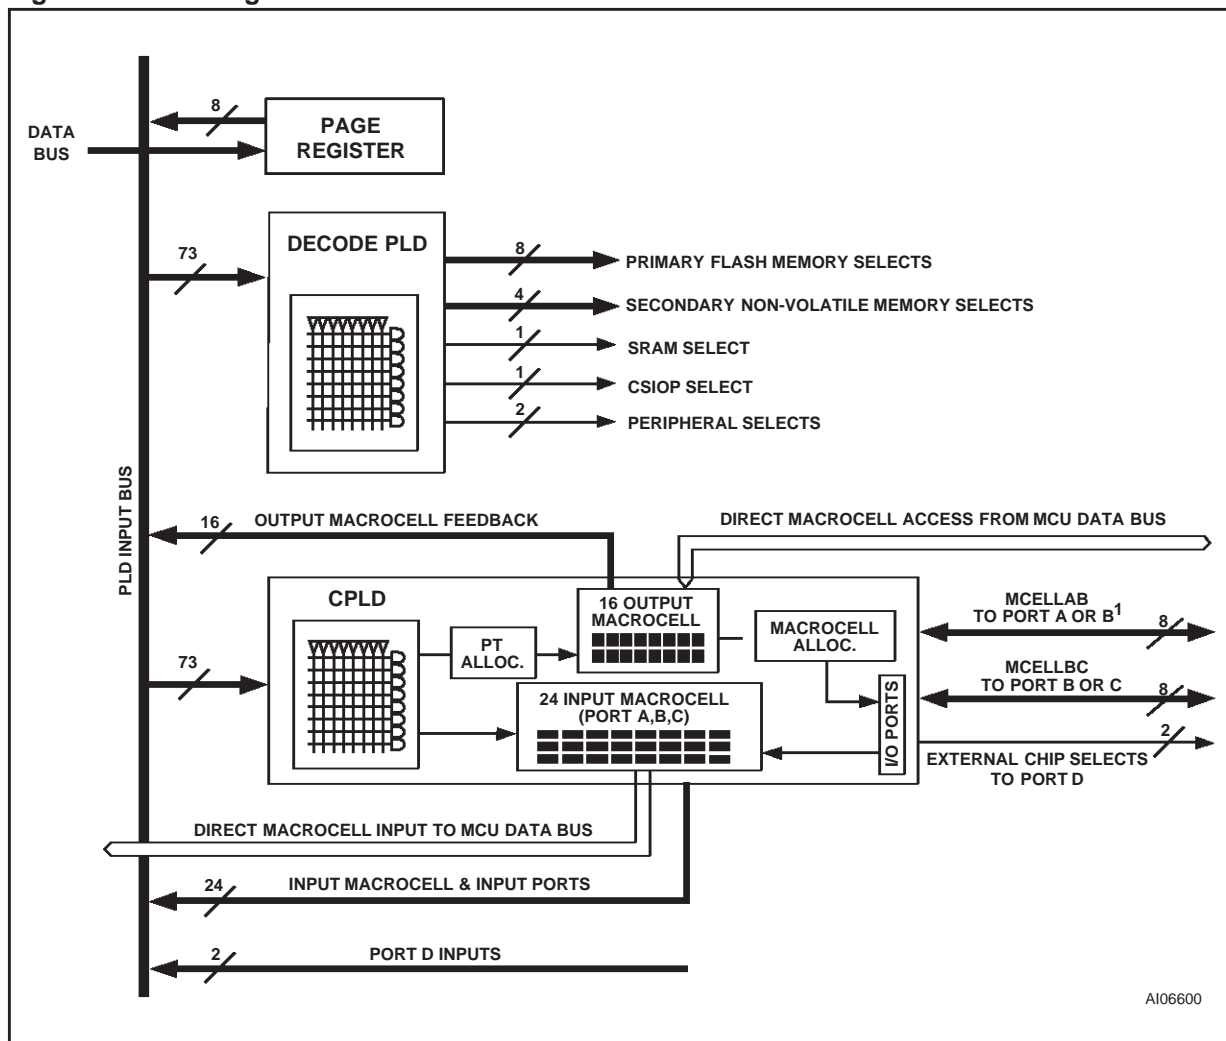 8
PAGE
REGISTER
DATA
BUS
73
DECODE PLD
8
PRIMARY FLASH MEMORY SELECTS
4
SECONDARY NON-VOLATILE MEMORY SELECTS
1
SRAM SELECT
1
CSIOP SELECT
2
PERIPHERAL SELECTS
PLD INPUT BUS
16
OUTPUT MACROCELL FEEDBACK
DIRECT MACROCELL ACCESS FROM MCU DATA BUS
CPLD
73
PT
ALLOC.
16 OUTPUT
MACROCELL
MACROCELL
ALLOC.
24 INPUT MACROCELL
(PORT A,B,C)
I/O PORTS
MCELLAB
TO PORT A OR B1
8
MCELLBC
TO PORT B OR C
8
2
EXTERNAL CHIP SELECTS
TO PORT D
DIRECT MACROCELL INPUT TO MCU DATA BUS
24
INPUT MACROCELL & INPUT PORTS
2
PORT D INPUTS
AI06600